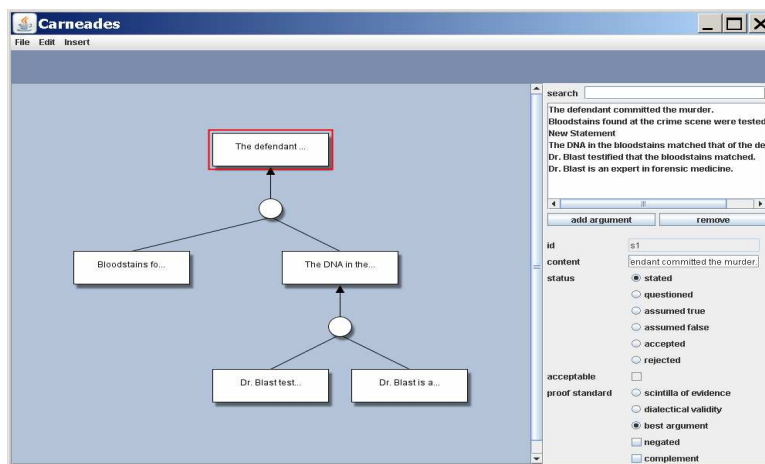 Carneades
File Edit Insert
The defendant ...
Bloodstains fo...
The DNA in the...
Dr. Blast test...
Dr. Blast is a...
search
The defendant committed the murder.
Bloodstains found at the crime scene were tested
New Statement
The DNA in the bloodstains matched that of the de
Dr. Blast testified that the bloodstains matched.
Dr. Blast is an expert in forensic medicine.
add argument remove
id s1
content endant committed the murder.
status stated
questioned
assumed true
assumed false
accepted
rejected
acceptable
proof standard scintilla of evidence
dialectical validity
best argument
negated
complement